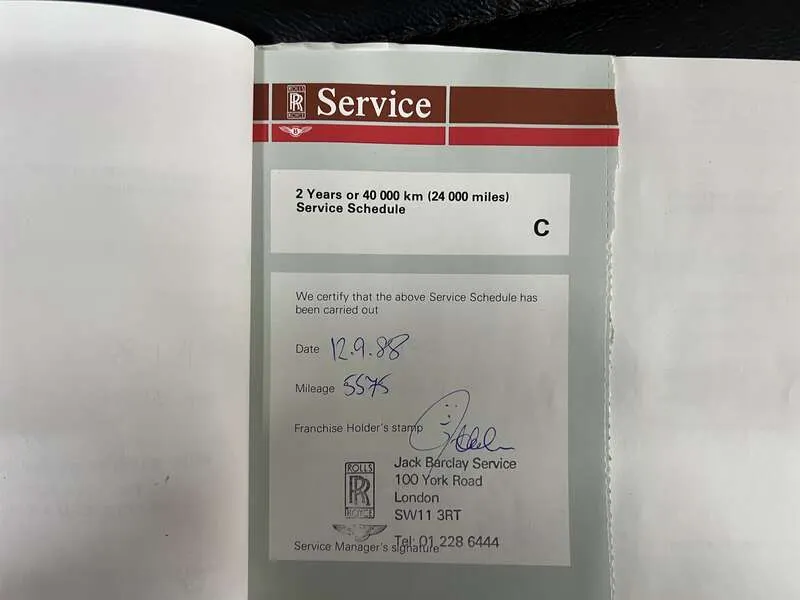 ROLLS
RR
ROYCE
Service
B
2 Years or 40 000 km (24 000 miles)
Service Schedule
C
We certify that the above Service Schedule has
been carried out
Date 12.9.88
Mileage 5575
Franchise Holder's stamp
ROLLS
RR
ROYCE
Jack Barclay Service
100 York Road
London
SW11 3RT
Tel: 01 228 6444
Service Manager's signature